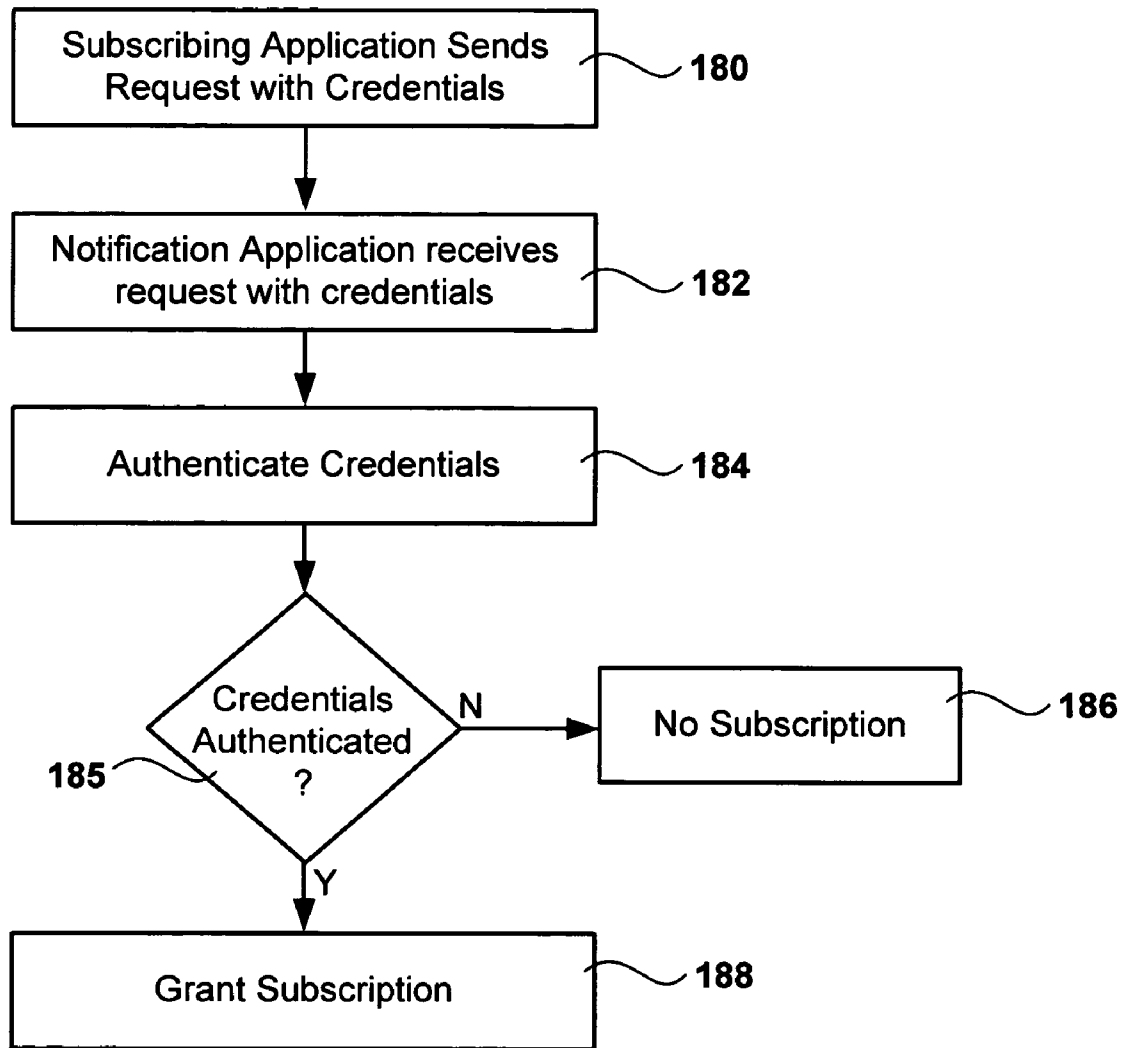 Subscribing Application Sends
Request with Credentials
180
Notification Application receives
request with credentials
182
Authenticate Credentials
184
Credentials
Authenticated
?
185
N
No Subscription
186
Y
Grant Subscription
188